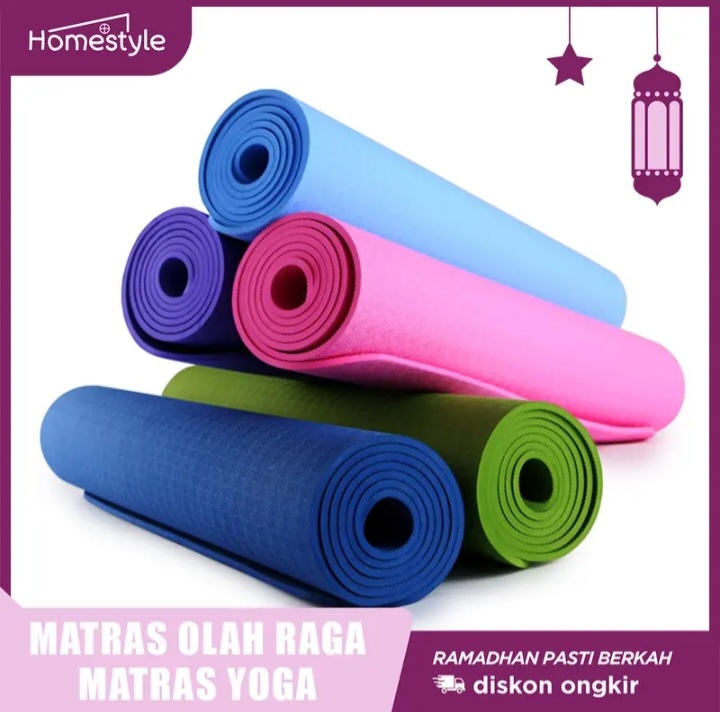 Homestyle
MATRAS OLAH RAGA
MATRAS YOGA
RAMADHAN PASTI BERKAH
diskon ongkir